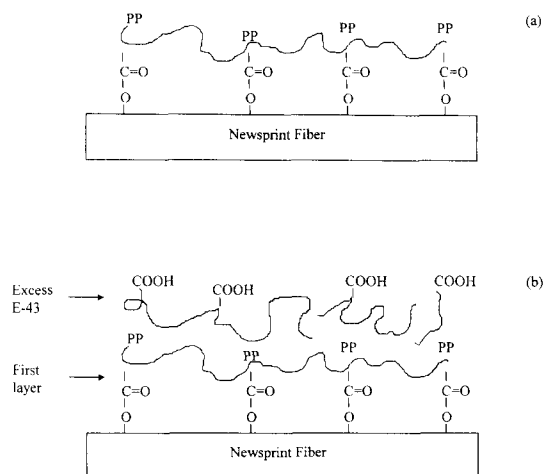 (a)
PP PP PP PP
C=O C=O C=O C=O
O O O O
Newsprint Fiber
(b)
Excess
E-43
COOH COOH COOH COOH
First
layer
PP PP PP PP
C=O C=O C=O C=O
O O O O
Newsprint Fiber